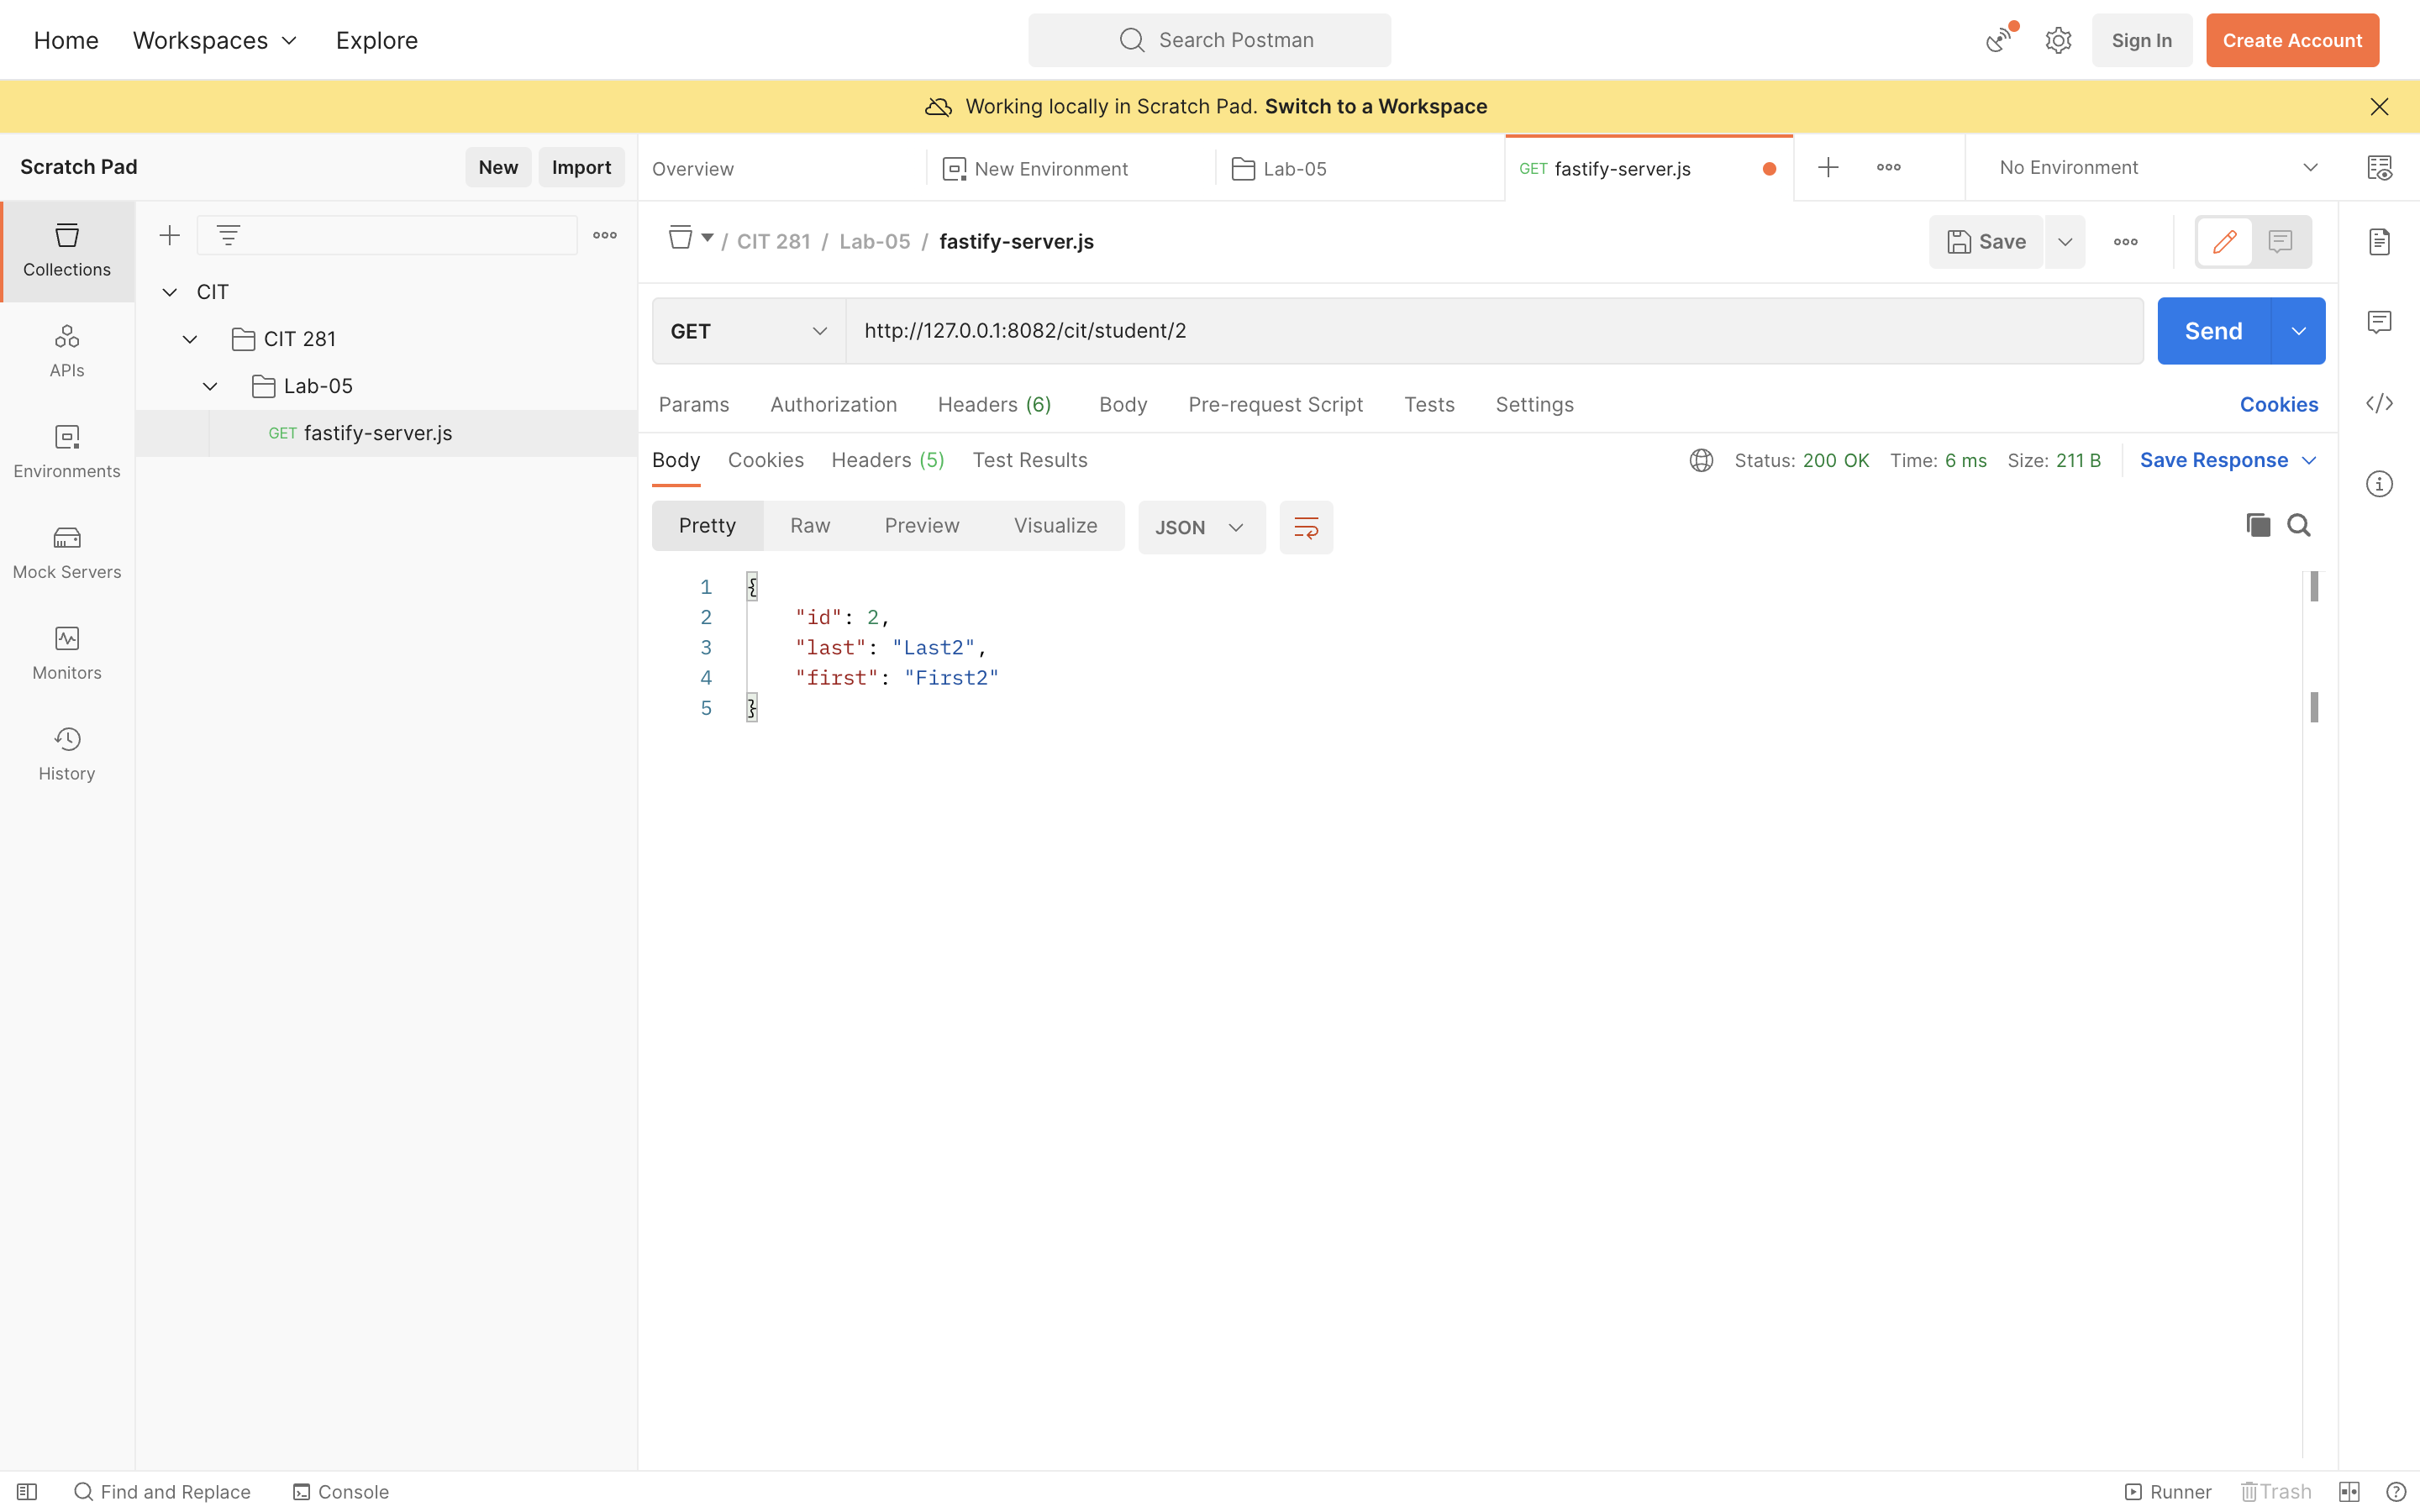 Home Workspaces Explore Search Postman Sign In Create Account
Working locally in Scratch Pad. Switch to a Workspace
Scratch Pad New Import Overview New Environment Lab-05 GET fastify-server.js No Environment
Collections
APIs
Environments
Mock Servers
Monitors
History
CIT
CIT 281
Lab-05
GET fastify-server.js
/ CIT 281 / Lab-05 / fastify-server.js Save
GET http://127.0.0.1:8082/cit/student/2 Send
Params Authorization Headers (6) Body Pre-request Script Tests Settings Cookies
Body Cookies Headers (5) Test Results Status: 200 OK Time: 6 ms Size: 211 B Save Response
Pretty Raw Preview Visualize JSON
1 {
2 "id": 2,
3 "last": "Last2",
4 "first": "First2"
5 }
Find and Replace Console Runner Trash